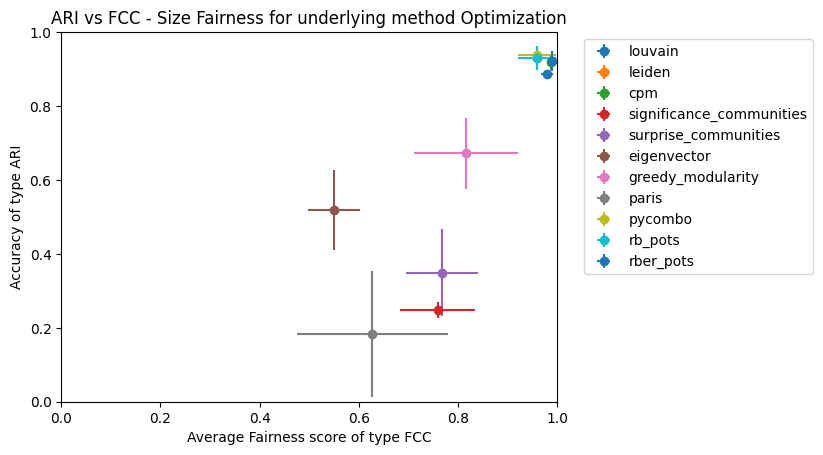 ARI vs FCC - Size Fairness for underlying method Optimization
1.0
0.8
0.6
0.4
0.2
0.0
Accuracy of type ARI
0.0
0.2
0.4
0.6
0.8
1.0
Average Fairness score of type FCC
louvain
leiden
cpm
significance_communities
surprise_communities
eigenvector
greedy_modularity
paris
pycombo
rb_pots
rber_pots